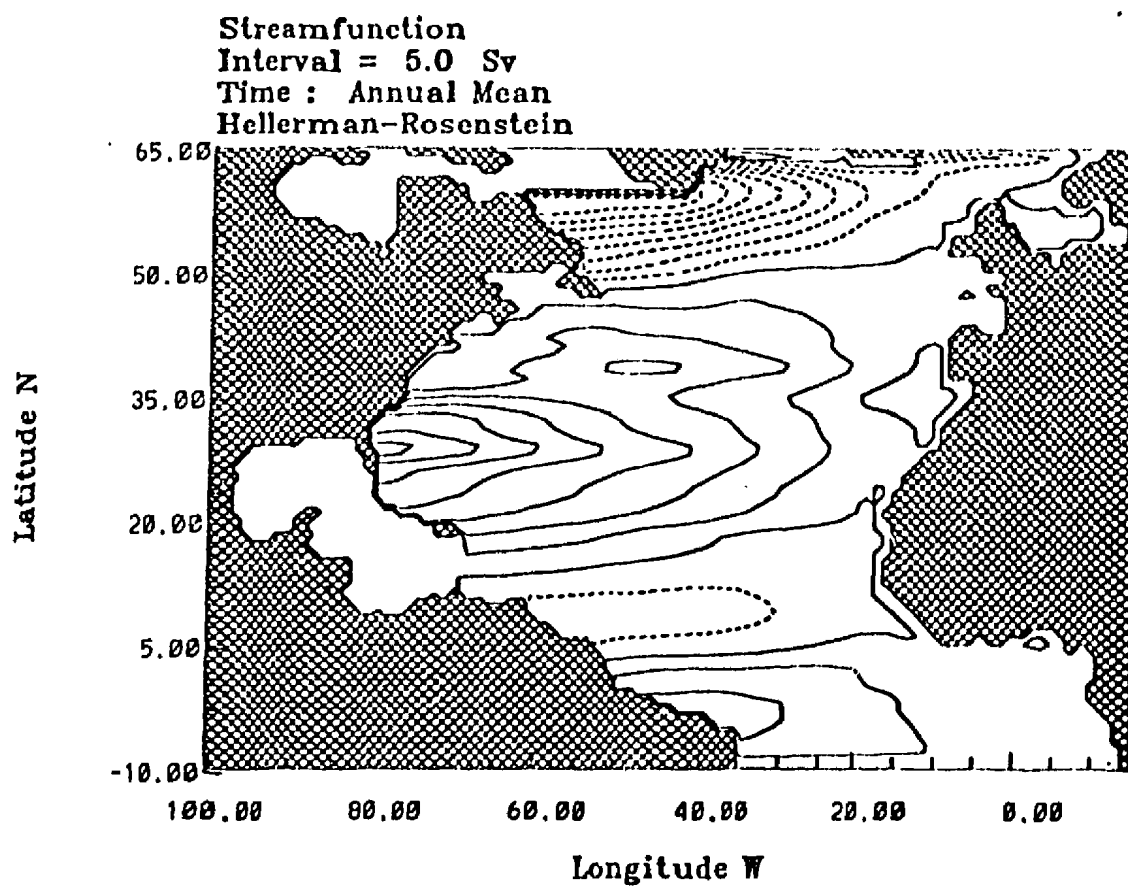 Streamfunction
Interval = 5.0 Sv
Time : Annual Mean
Hellerman-Rosenstein
65.00
50.00
35.00
20.00
5.00
-10.00
Latitude N
100.00 80.00 60.00 40.00 20.00 0.00
Longitude W